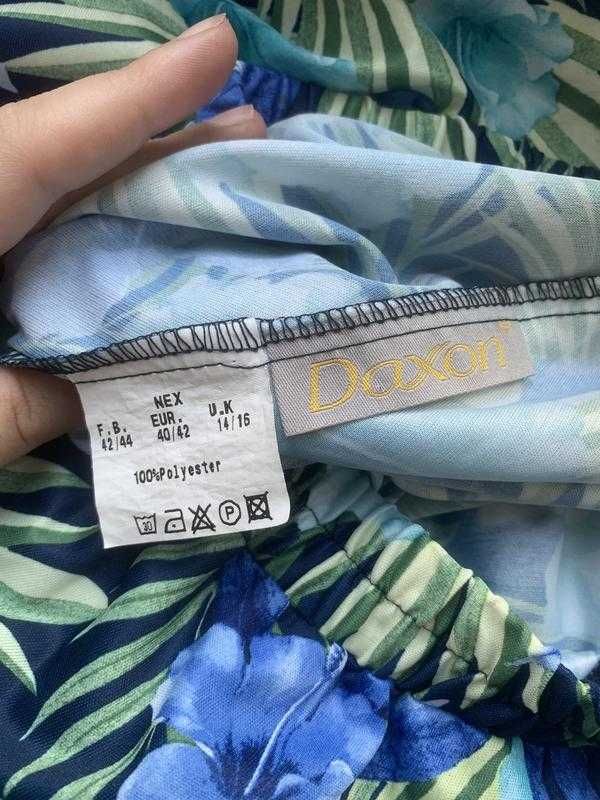 NEX
F.B. EUR. U.K
42/44 40/42 14/16
100%Polyester
30 P
Daxon®